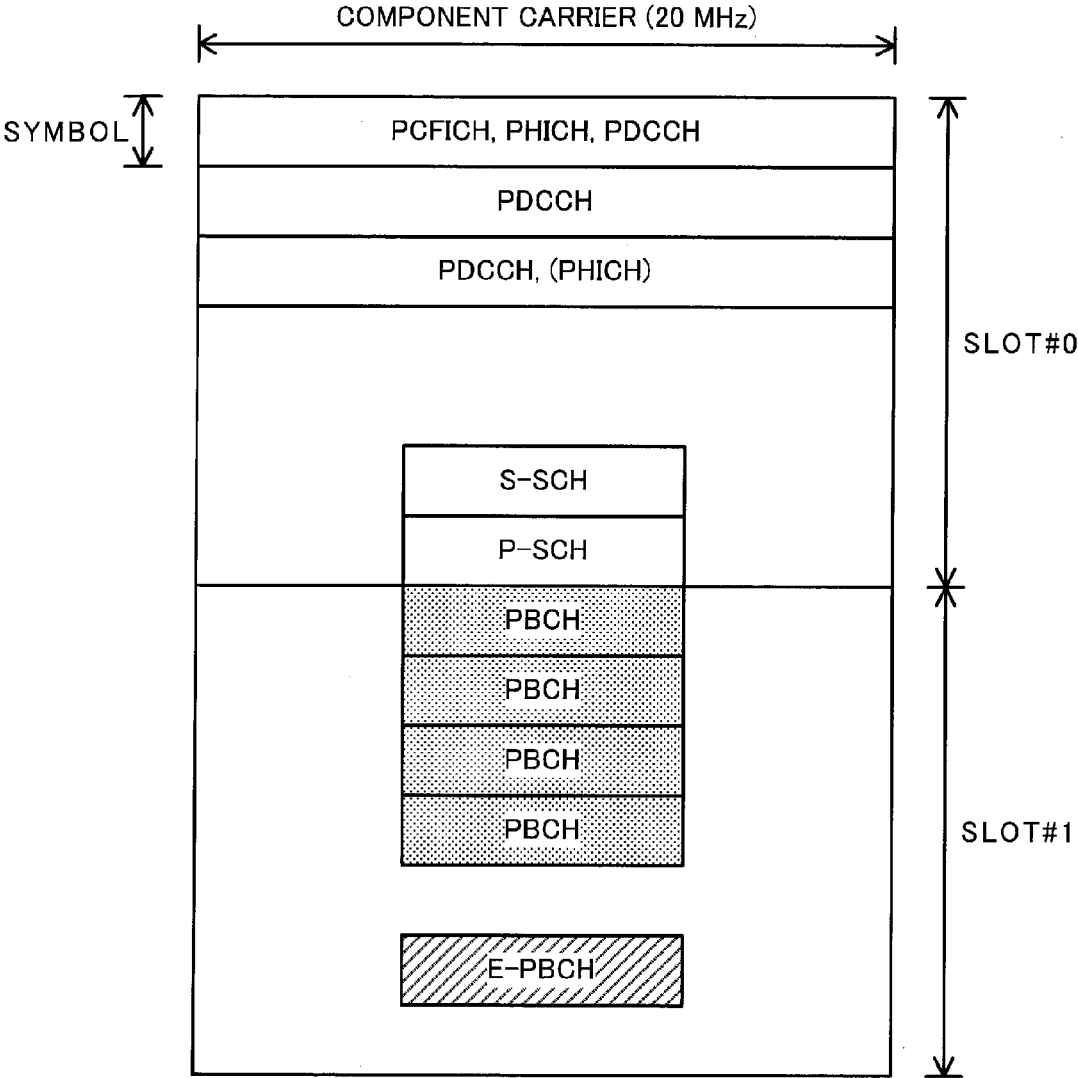 COMPONENT CARRIER (20 MHz)
SYMBOL
PCFICH, PHICH, PDCCH
PDCCH
PDCCH, (PHICH)
SLOT#0
S-SCH
P-SCH
PBCH
PBCH
PBCH
PBCH
SLOT#1
E-PBCH